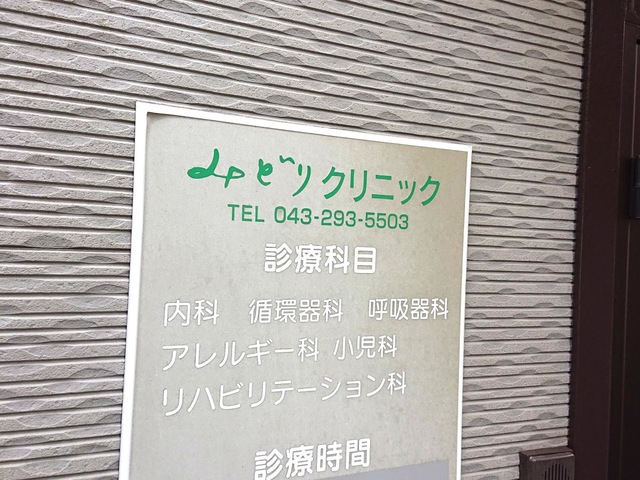 みどりクリニック
TEL 043-293-5503
診療科目
内科 循環器科 呼吸器科
アレルギー科 小児科
リハビリテーション科
診療時間